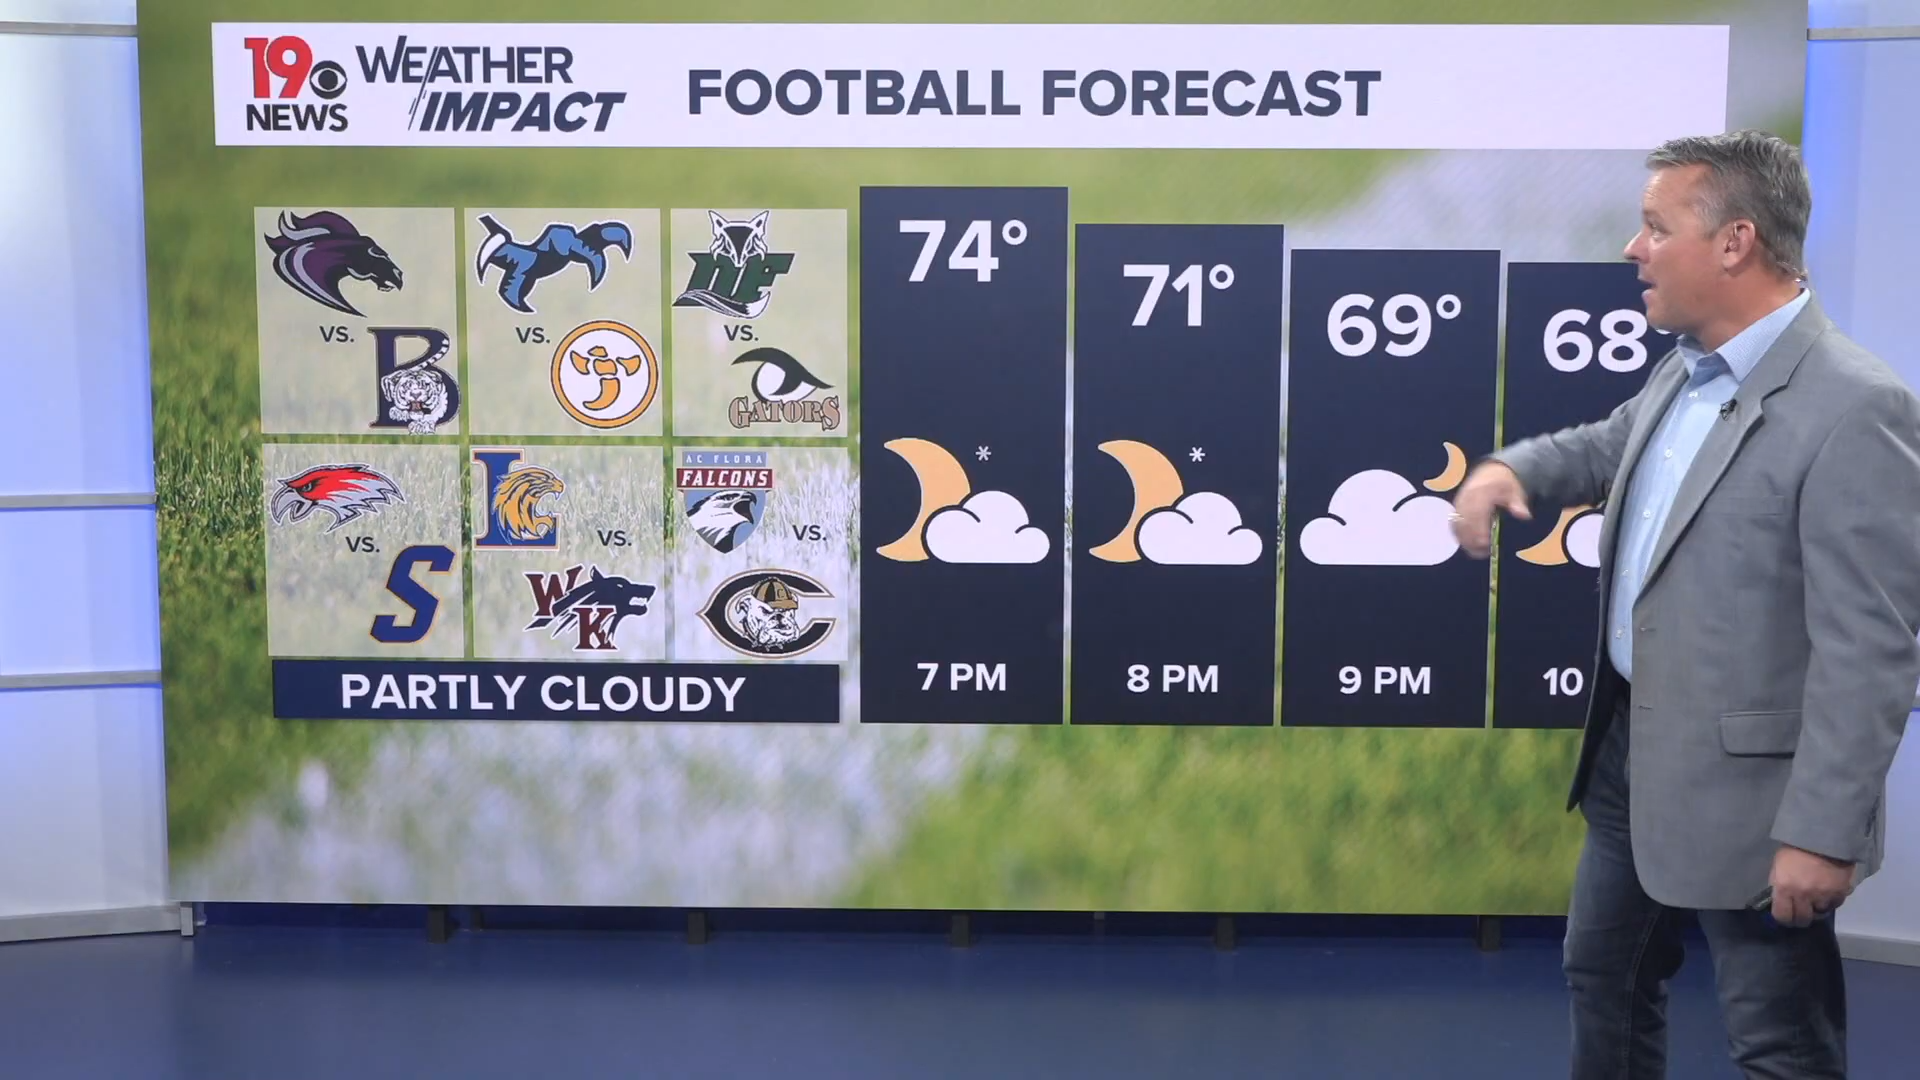 19
NEWS
WEATHER
IMPACT
FOOTBALL FORECAST
VS.
B
VS.
DF
VS.
GATORS
VS.
S
L
VS.
WK
AC FLORA
FALCONS
VS.
C
PARTLY CLOUDY
74°
7 PM
71°
8 PM
69°
9 PM
68°
10